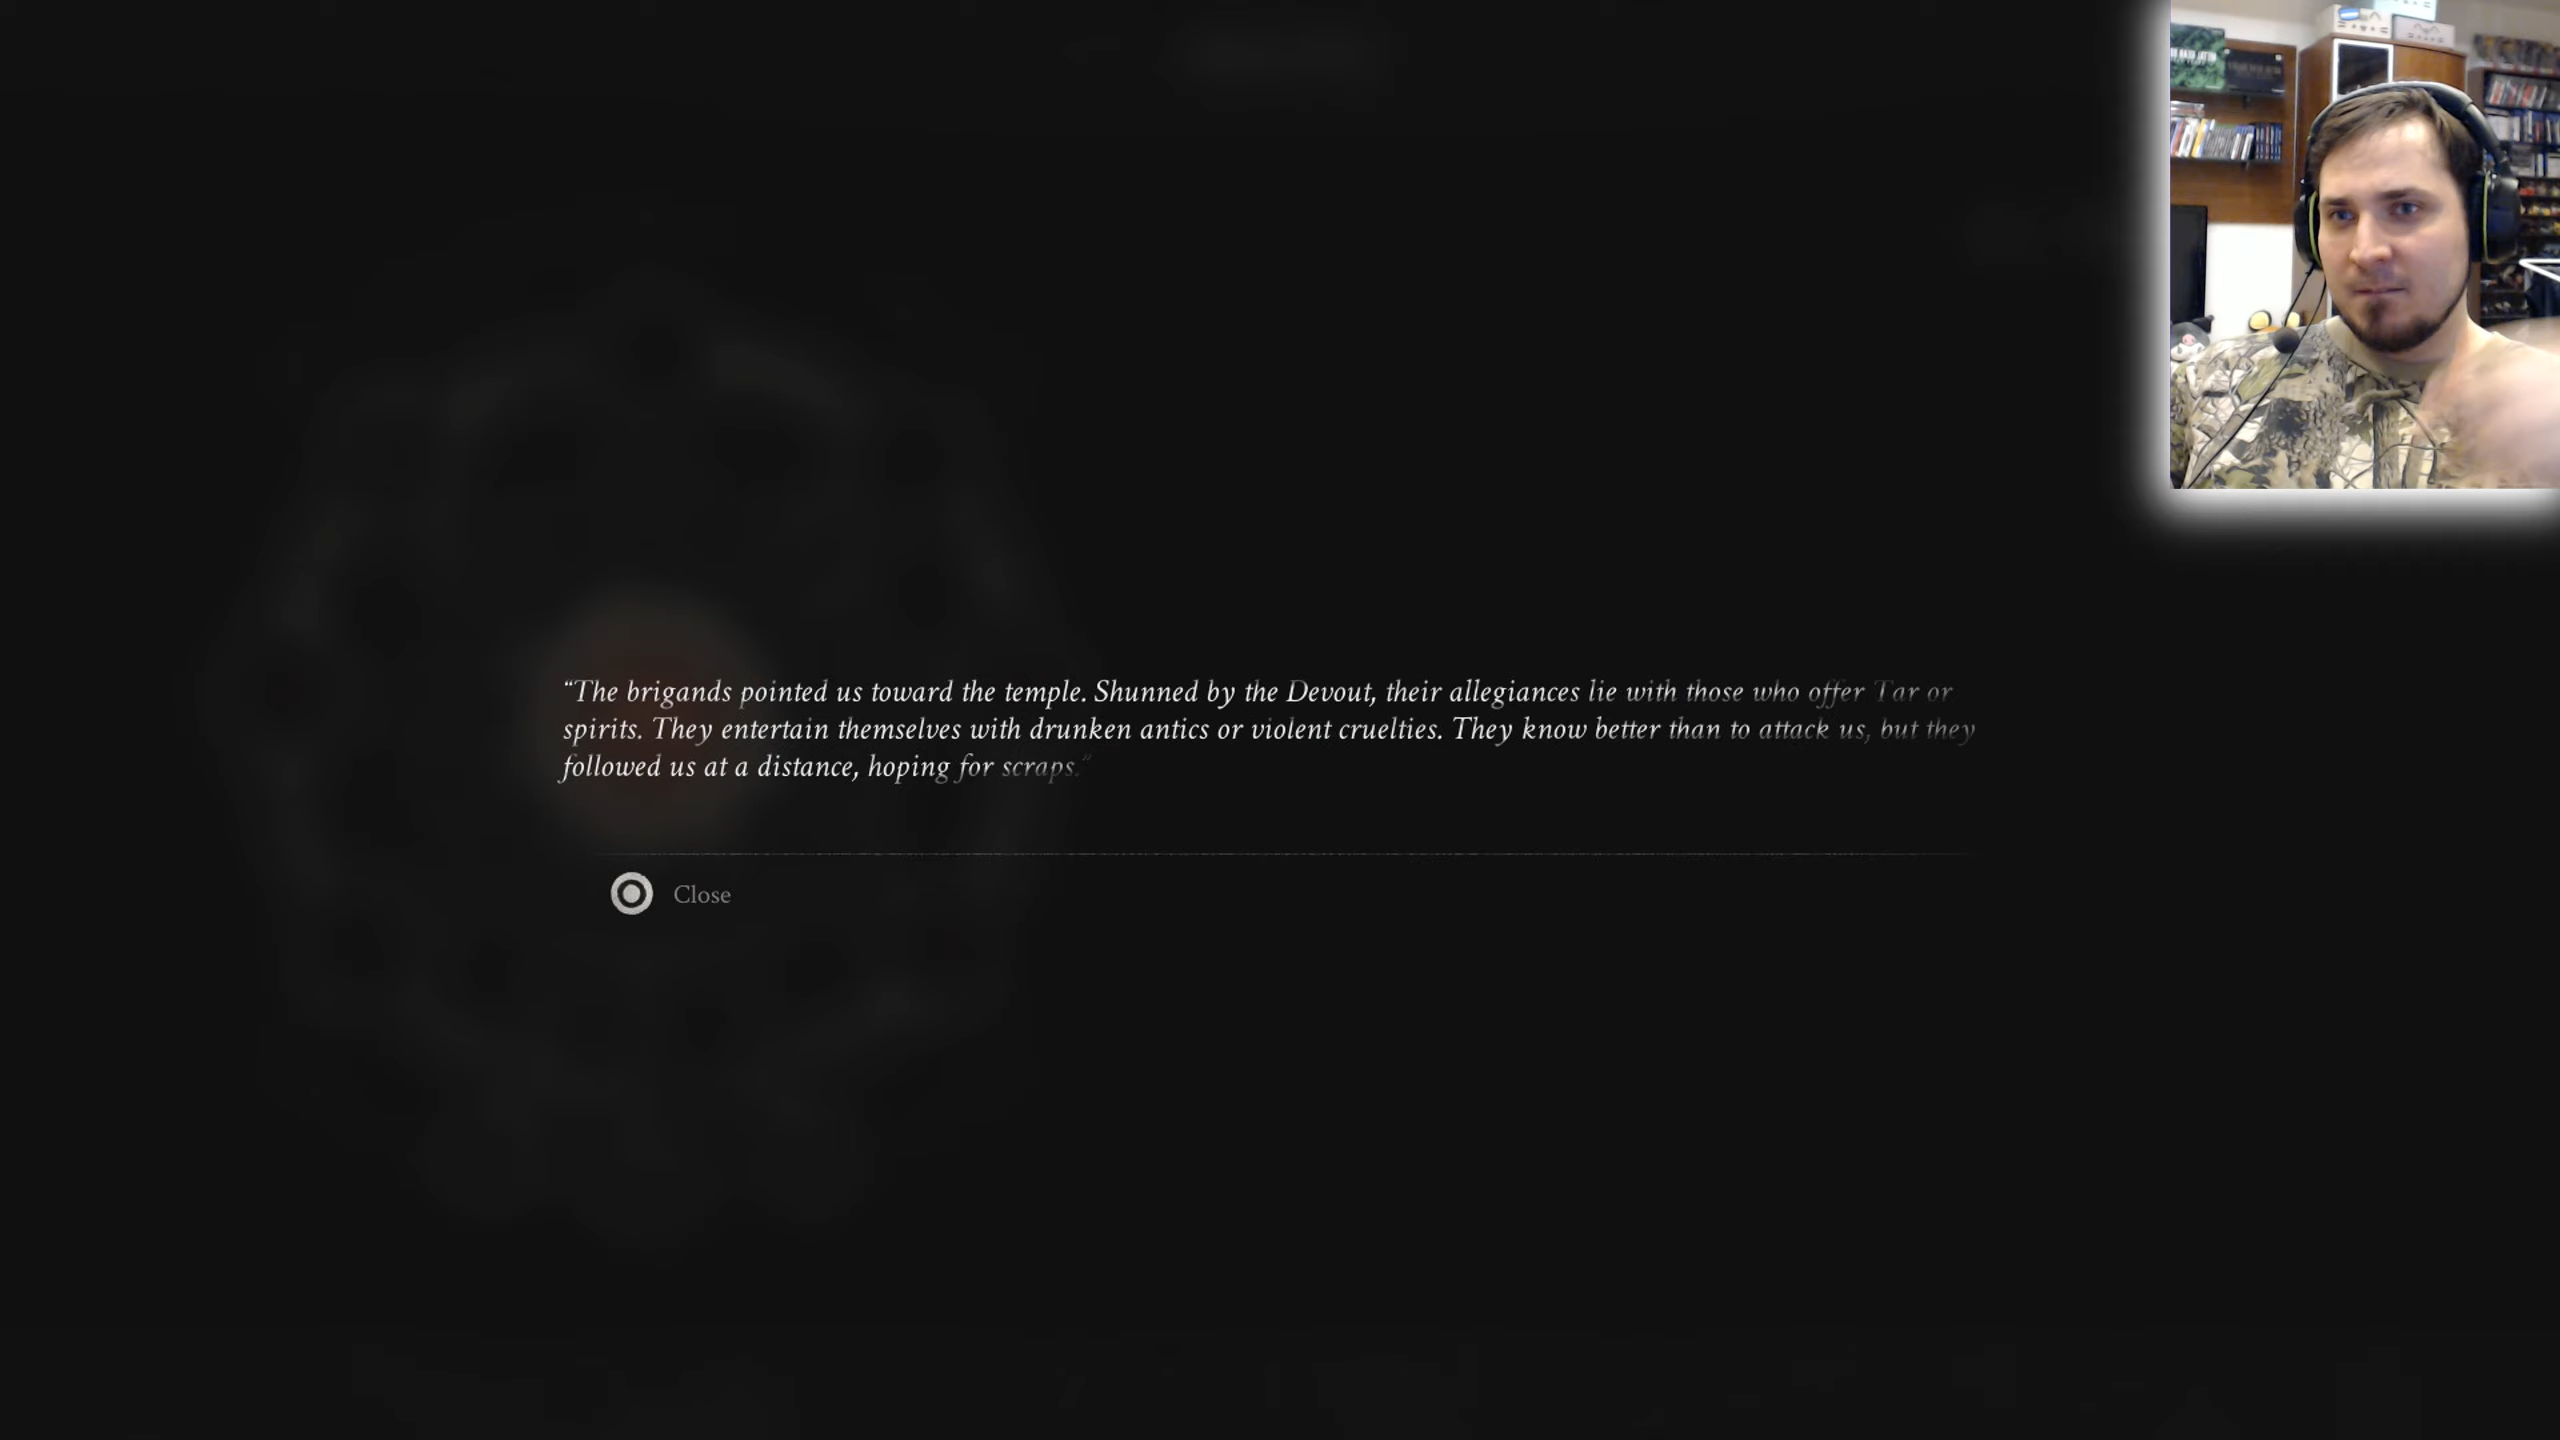 “The brigands pointed us toward the temple. Shunned by the Devout, their allegiances lie with those who offer Tar or
spirits. They entertain themselves with drunken antics or violent cruelties. They know better than to attack us, but they
followed us at a distance, hoping for scraps.”
Close